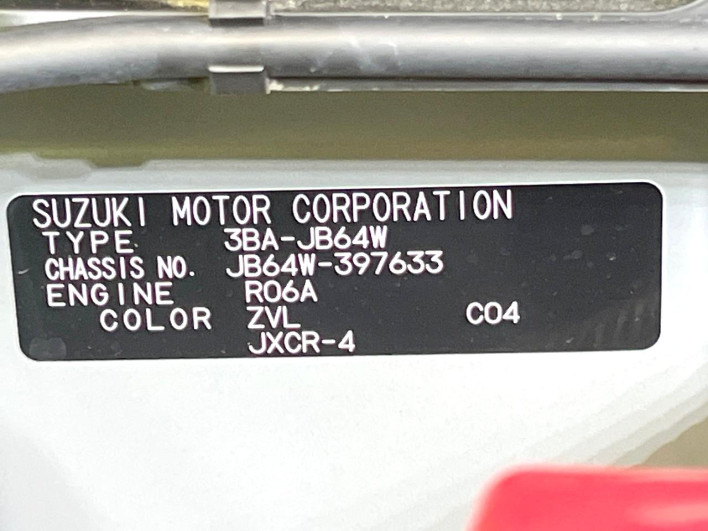 SUZUKI MOTOR CORPORATION
TYPE 3BA-JB64W
CHASSIS NO. JB64W-397633
ENGINE R06A
COLOR ZVL C04
JXCR-4